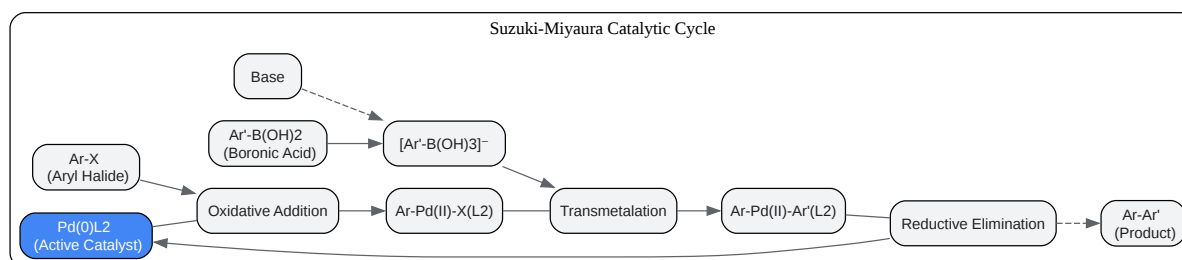 Suzuki-Miyaura Catalytic Cycle
Base
Ar'-B(OH)2
(Boronic Acid)
[Ar'-B(OH)3]⁻
Ar-X
(Aryl Halide)
Pd(0)L2
(Active Catalyst)
Oxidative Addition
Ar-Pd(II)-X(L2)
Transmetalation
Ar-Pd(II)-Ar'(L2)
Reductive Elimination
Ar-Ar'
(Product)